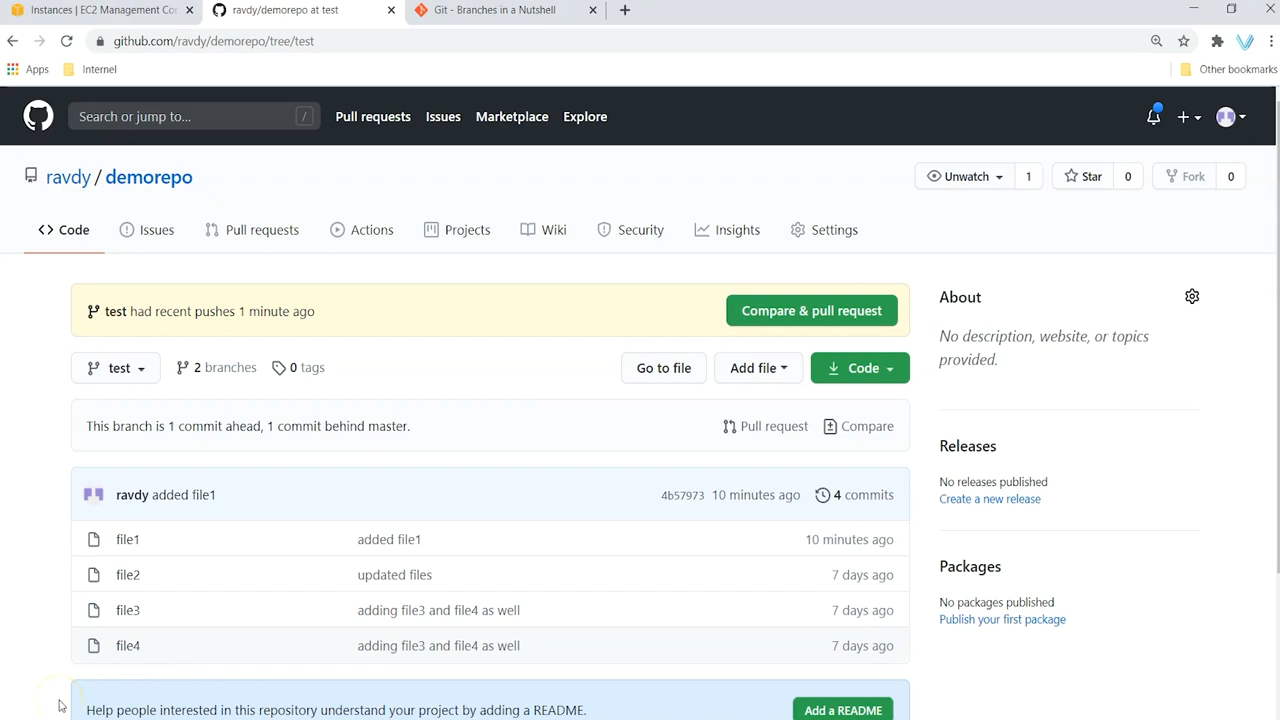 Instances | EC2 Management Co
ravdy/demorepo at test
Git - Branches in a Nutshell
github.com/ravdy/demorepo/tree/test
Apps
Internet
Other bookmarks
Search or jump to...
/
Pull requests
Issues
Marketplace
Explore
ravdy / demorepo
Unwatch
1
Star
0
Fork
0
Code
Issues
Pull requests
Actions
Projects
Wiki
Security
Insights
Settings
test had recent pushes 1 minute ago
Compare & pull request
test
2 branches
0 tags
Go to file
Add file
Code
This branch is 1 commit ahead, 1 commit behind master.
Pull request
Compare
ravdy added file1
4b57973
10 minutes ago
4 commits
file1
added file1
10 minutes ago
file2
updated files
7 days ago
file3
adding file3 and file4 as well
7 days ago
file4
adding file3 and file4 as well
7 days ago
Help people interested in this repository understand your project by adding a README.
Add a README
About
No description, website, or topics
provided.
Releases
No releases published
Create a new release
Packages
No packages published
Publish your first package